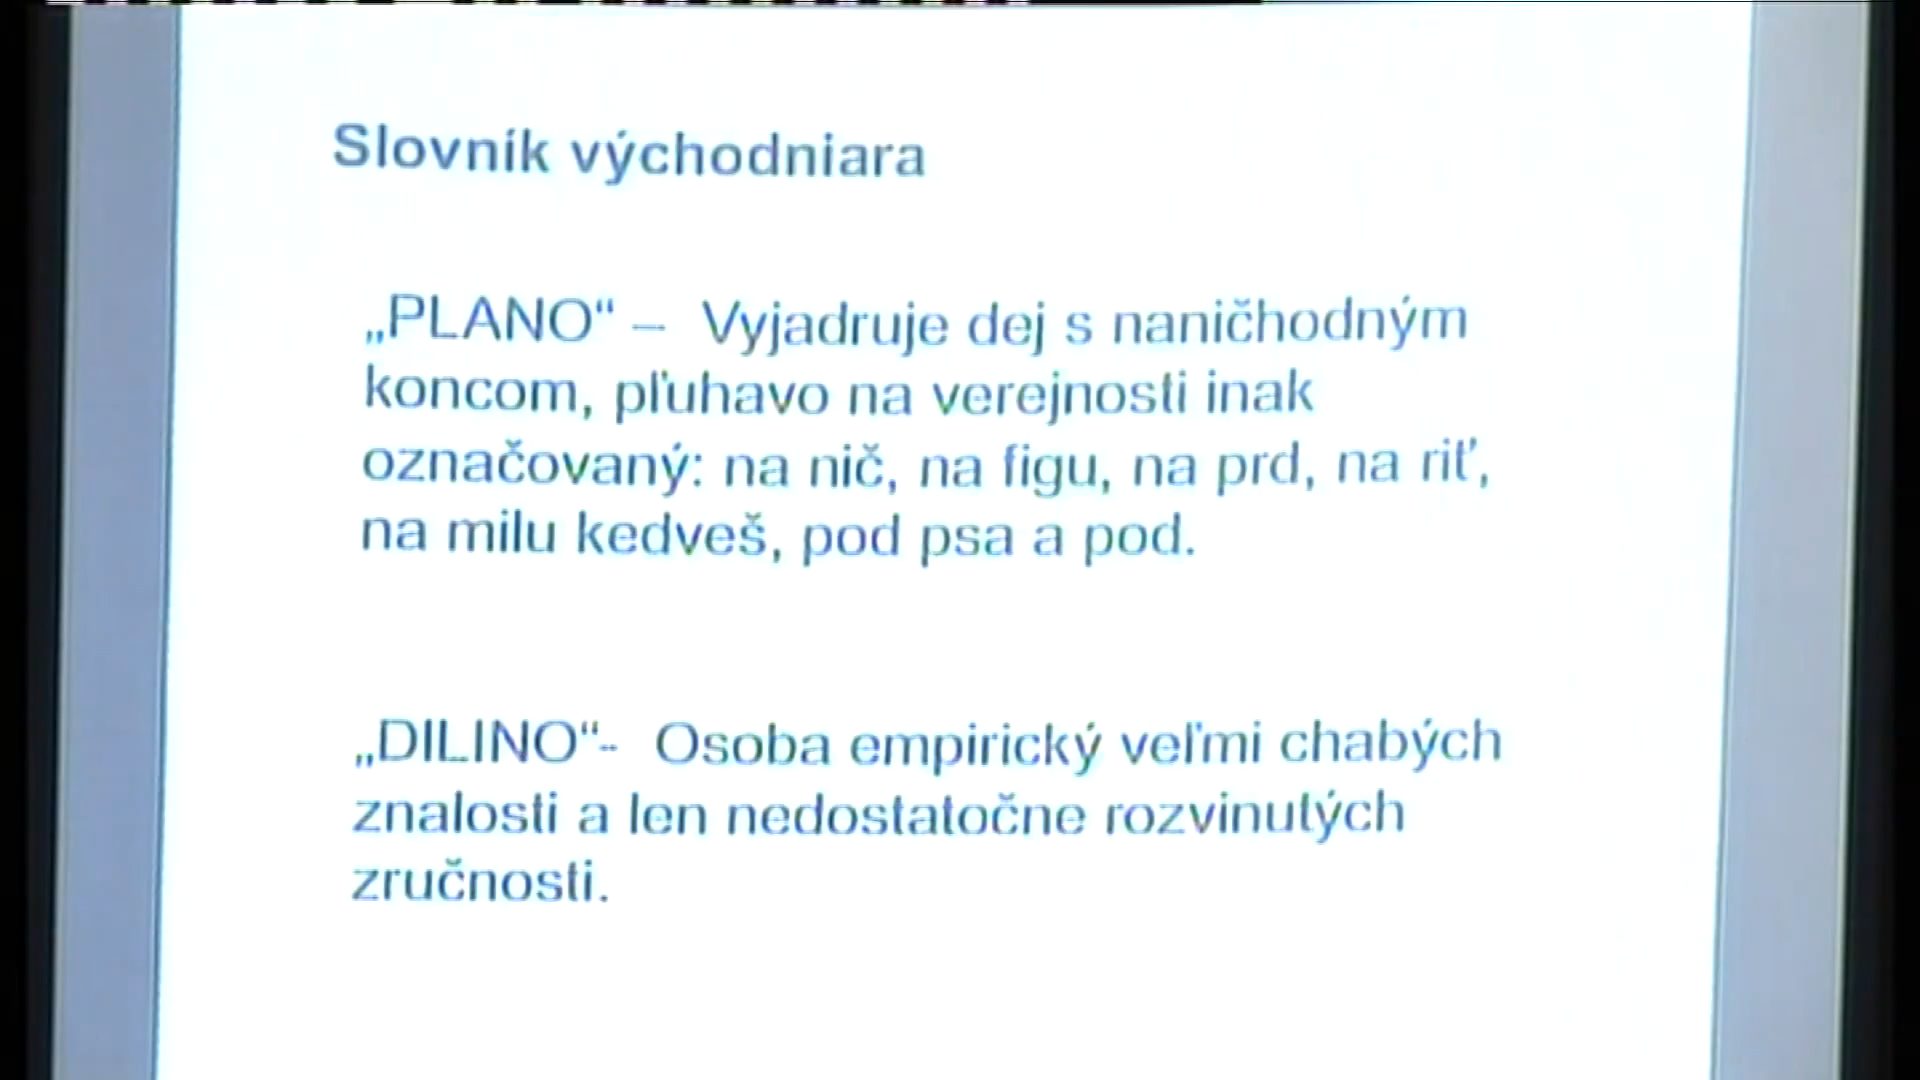 Slovník východniara
„PLANO“ – Vyjadruje dej s naničhodným
koncom, pľuhavo na verejnosti inak
označovaný: na nič, na figu, na prd, na riť,
na milu kedveš, pod psa a pod.
„DILINO“- Osoba empirický veľmi chabých
znalosti a len nedostatočne rozvinutých
zručnosti.